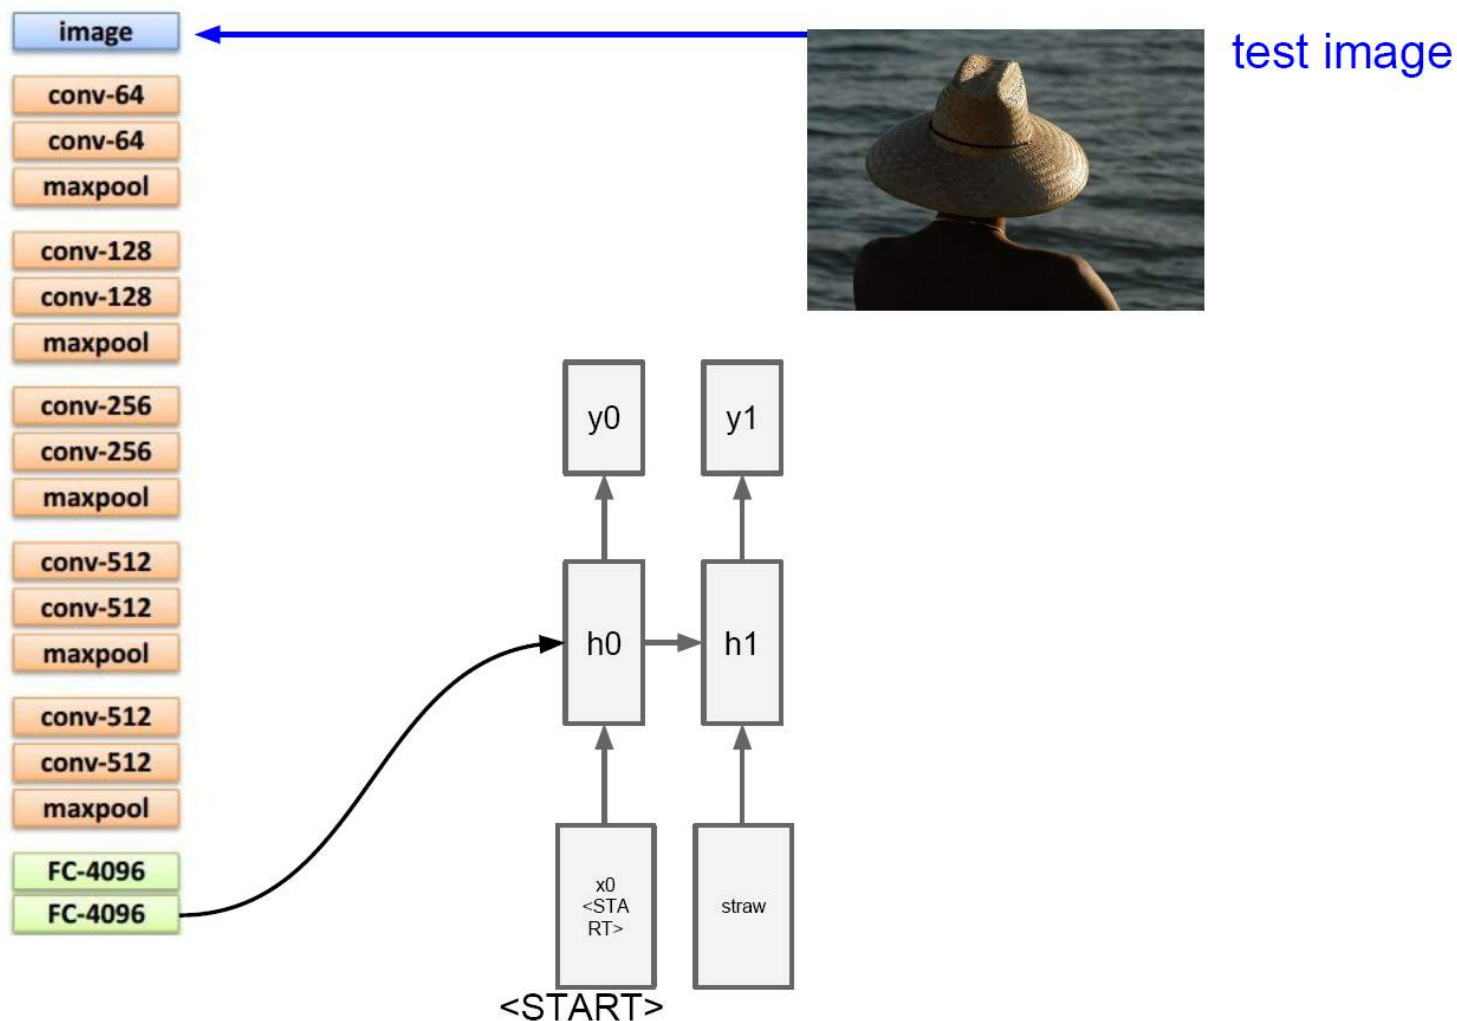 image
test image
conv-64
conv-64
maxpool
conv-128
conv-128
maxpool
conv-256
conv-256
maxpool
conv-512
conv-512
maxpool
conv-512
conv-512
maxpool
FC-4096
FC-4096
y0
y1
h0
h1
x0
<STA
RT>
straw
<START>